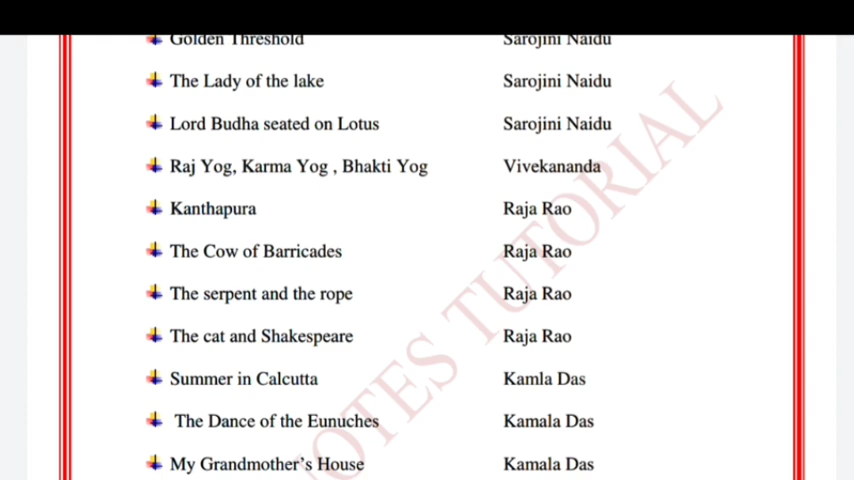 Golden Threshold Sarojini Naidu
The Lady of the lake Sarojini Naidu
Lord Budha seated on Lotus Sarojini Naidu
Raj Yog, Karma Yog , Bhakti Yog Vivekananda
Kanthapura Raja Rao
The Cow of Barricades Raja Rao
The serpent and the rope Raja Rao
The cat and Shakespeare Raja Rao
Summer in Calcutta Kamla Das
The Dance of the Eunuches Kamala Das
My Grandmother's House Kamala Das
NOTES TUTORIAL